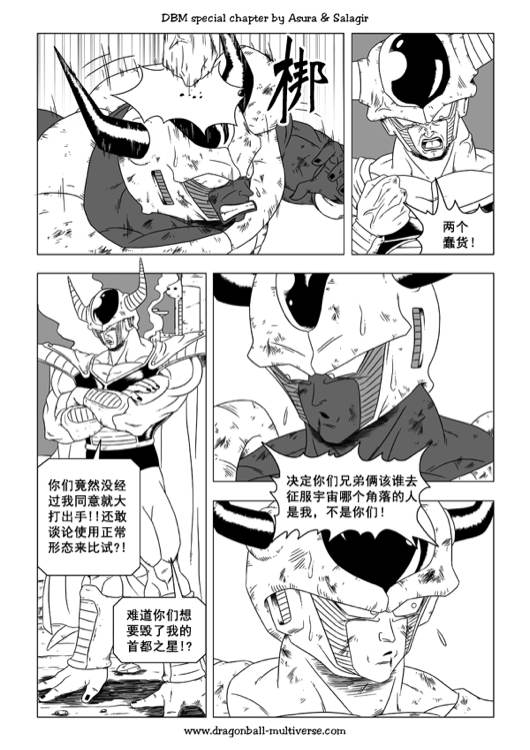 DBM special chapter by Asura & Salagir
梆
两个
蠢货！
你们竟然没经
过我同意就大
打出手!!还敢
谈论使用正常
形态来比试?!
难道你们想
要毁了我的
首都之星!?
决定你们兄弟俩该谁去
征服宇宙哪个角落的人
是我，不是你们！
www.dragonball-multiverse.com